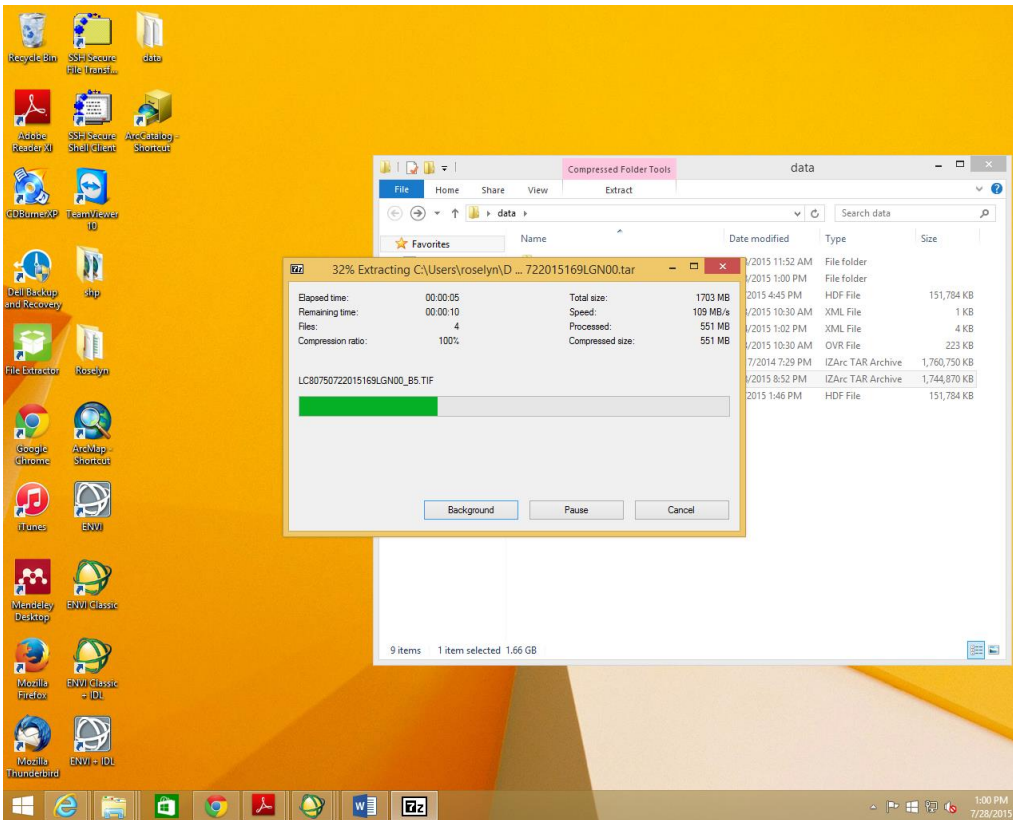 Recycle Bin
SSH Secure File Transf...
data
Adobe Reader XI
SSH Secure Shell Client
ArcCatalog - Shortcut
CDBurnerXP
TeamViewer 10
Dell Backup and Recovery
shp
File Extractor
Roselyn
Google Chrome
ArcMap - Shortcut
iTunes
ENVI
Mendeley Desktop
ENVI Classic
Mozilla Firefox
ENVI Classic + IDL
Mozilla Thunderbird
ENVI + IDL
Compressed Folder Tools
data
File Home Share View Extract
data
Search data
Favorites
Name Date modified Type Size
/2015 11:52 AM File folder
/2015 1:00 PM File folder
2015 4:45 PM HDF File 151,784 KB
/2015 10:30 AM XML File 1 KB
/2015 1:02 PM XML File 4 KB
/2015 10:30 AM OVR File 223 KB
7/2014 7:29 PM IZArc TAR Archive 1,760,750 KB
/2015 8:52 PM IZArc TAR Archive 1,744,870 KB
2015 1:46 PM HDF File 151,784 KB
9 items 1 item selected 1.66 GB
7z 32% Extracting C:\Users\roselyn\D ... 722015169LGN00.tar
Elapsed time: 00:00:05 Total size: 1703 MB
Remaining time: 00:00:10 Speed: 109 MB/s
Files: 4 Processed: 551 MB
Compression ratio: 100% Compressed size: 551 MB
LC80750722015169LGN00_B5.TIF
Background Pause Cancel
7z
1:00 PM
7/28/2015